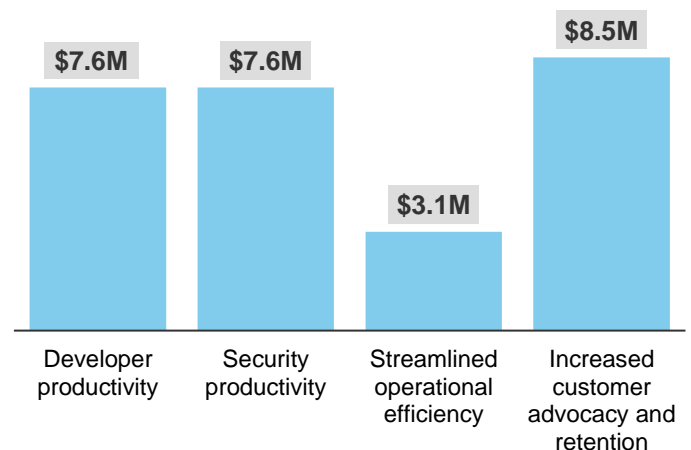 $7.6M
$7.6M
$3.1M
$8.5M
Developer
productivity
Security
productivity
Streamlined
operational
efficiency
Increased
customer
advocacy and
retention